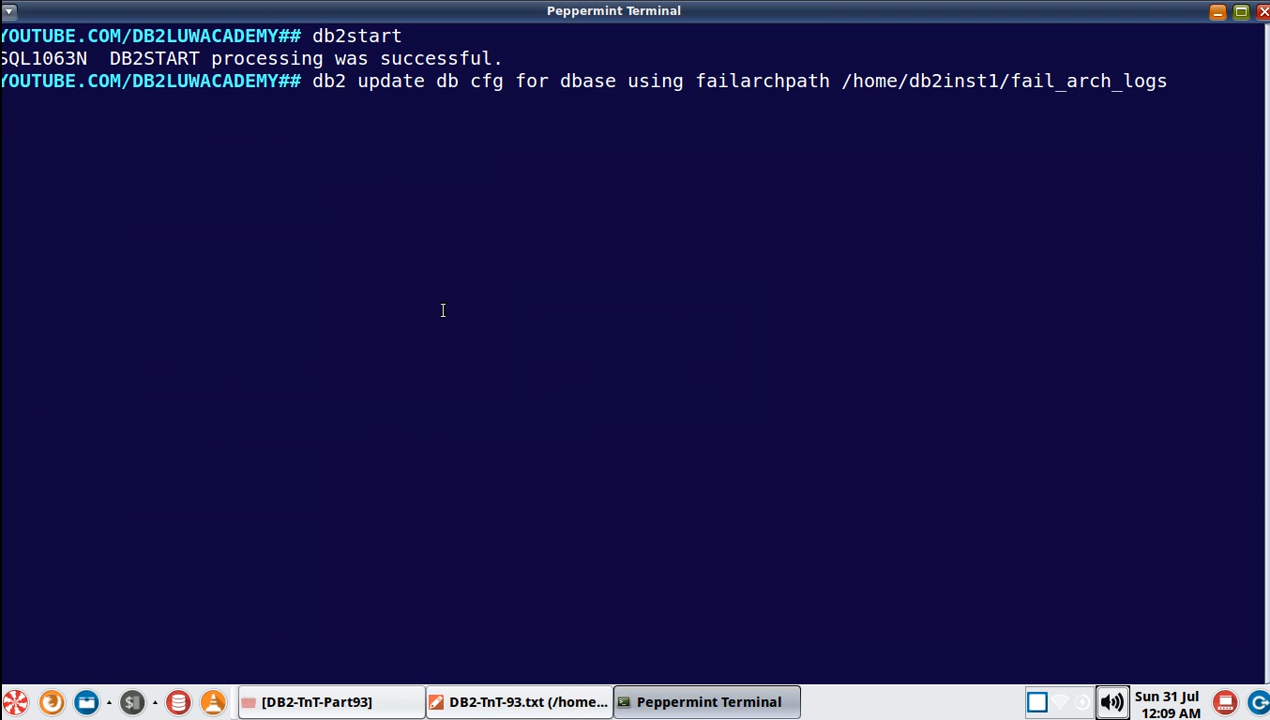 Peppermint Terminal
YOUTUBE.COM/DB2LUWACADEMY## db2start
SQL1063N  DB2START processing was successful.
YOUTUBE.COM/DB2LUWACADEMY## db2 update db cfg for dbase using failarchpath /home/db2inst1/fail_arch_logs
[DB2-TnT-Part93]
DB2-TnT-93.txt (/home...
Peppermint Terminal
Sun 31 Jul
12:09 AM